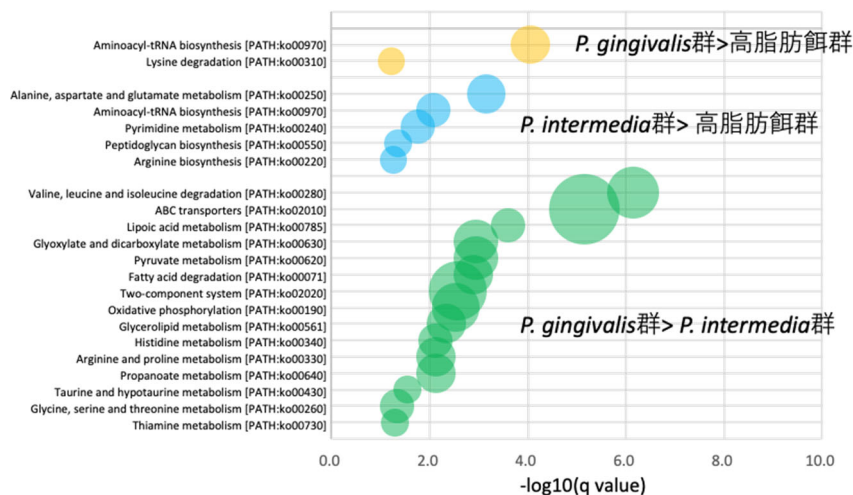 Aminoacyl-tRNA biosynthesis [PATH:ko00970]
Lysine degradation [PATH:ko00310]
P. gingivalis群>高脂肪餌群
Alanine, aspartate and glutamate metabolism [PATH:ko00250]
Aminoacyl-tRNA biosynthesis [PATH:ko00970]
Pyrimidine metabolism [PATH:ko00240]
Peptidoglycan biosynthesis [PATH:ko00550]
Arginine biosynthesis [PATH:ko00220]
P. intermedia群> 高脂肪餌群
Valine, leucine and isoleucine degradation [PATH:ko00280]
ABC transporters [PATH:ko02010]
Lipoic acid metabolism [PATH:ko00785]
Glyoxylate and dicarboxylate metabolism [PATH:ko00630]
Pyruvate metabolism [PATH:ko00620]
Fatty acid degradation [PATH:ko00071]
Two-component system [PATH:ko02020]
Oxidative phosphorylation [PATH:ko00190]
Glycerolipid metabolism [PATH:ko00561]
Histidine metabolism [PATH:ko00340]
Arginine and proline metabolism [PATH:ko00330]
Propanoate metabolism [PATH:ko00640]
Taurine and hypotaurine metabolism [PATH:ko00430]
Glycine, serine and threonine metabolism [PATH:ko00260]
Thiamine metabolism [PATH:ko00730]
P. gingivalis群> P. intermedia群
0.0 2.0 4.0 6.0 8.0 10.0
-log10(q value)